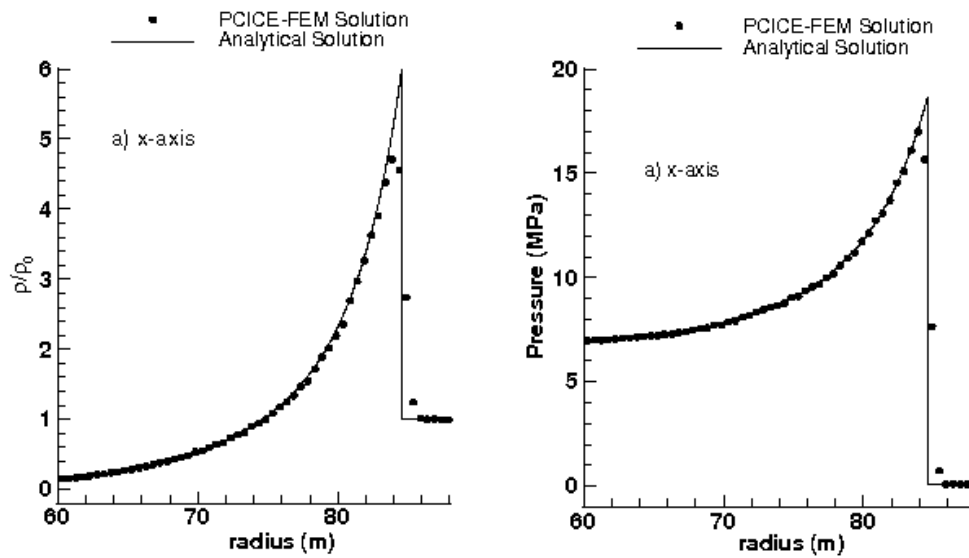 PCICE-FEM Solution
Analytical Solution
6
5
4
3
2
1
0
a) x-axis
ρ/ρ₀
60
70
80
radius (m)
PCICE-FEM Solution
Analytical Solution
20
15
10
5
0
a) x-axis
Pressure (MPa)
60
70
80
radius (m)